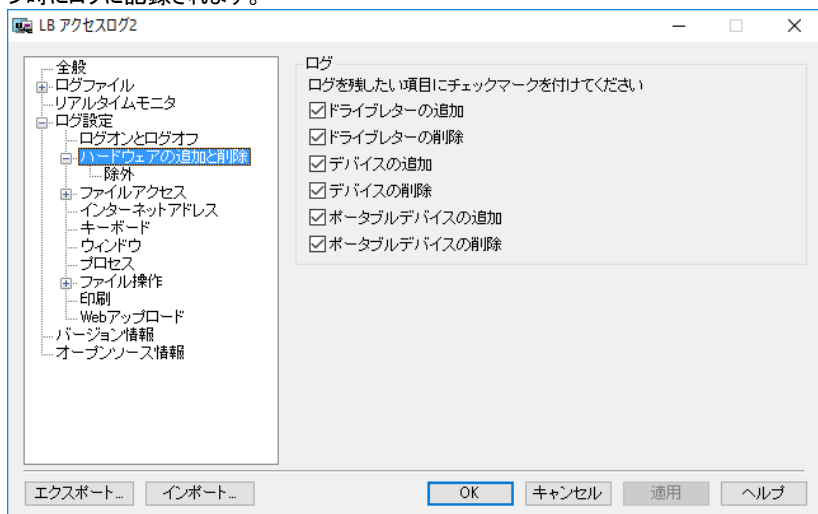 時にログに記録されます。
LB アクセスログ2
全般
ログファイル
リアルタイムモニタ
ログ設定
ログオンとログオフ
ハードウェアの追加と削除
除外
ファイルアクセス
インターネットアドレス
キーボード
ウィンドウ
プロセス
ファイル操作
印刷
Webアップロード
バージョン情報
オープンソース情報
ログ
ログを残したい項目にチェックマークを付けてください
ドライブレターの追加
ドライブレターの削除
デバイスの追加
デバイスの削除
ポータブルデバイスの追加
ポータブルデバイスの削除
エクスポート... インポート... OK キャンセル 適用 ヘルプ